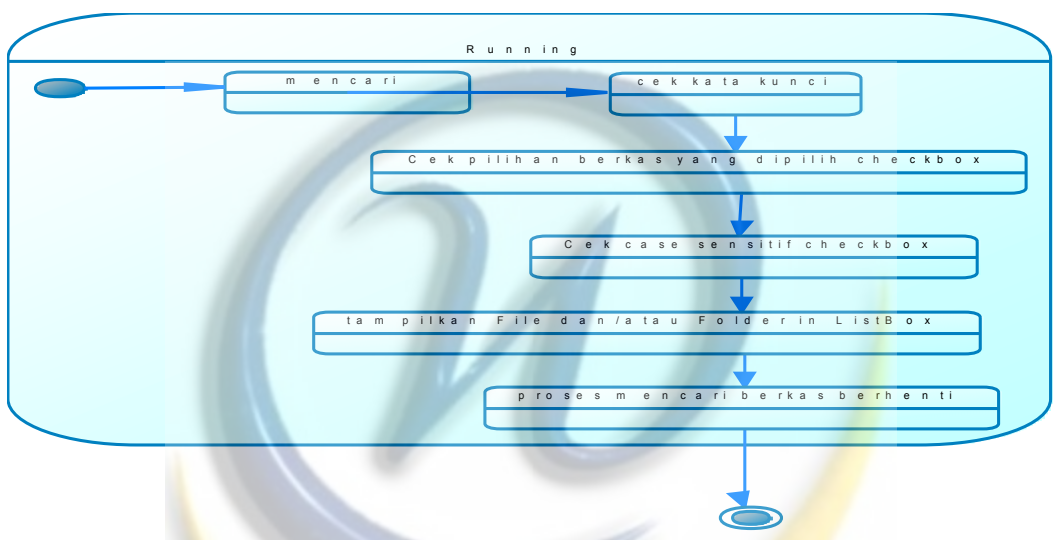 Running
mencari
cek kata kunci
Cek pilihan berkas yang dipilih checkbox
Cek case sensitif checkbox
tampilkan File dan/atau Folder in ListBox
proses mencari berkas berhenti